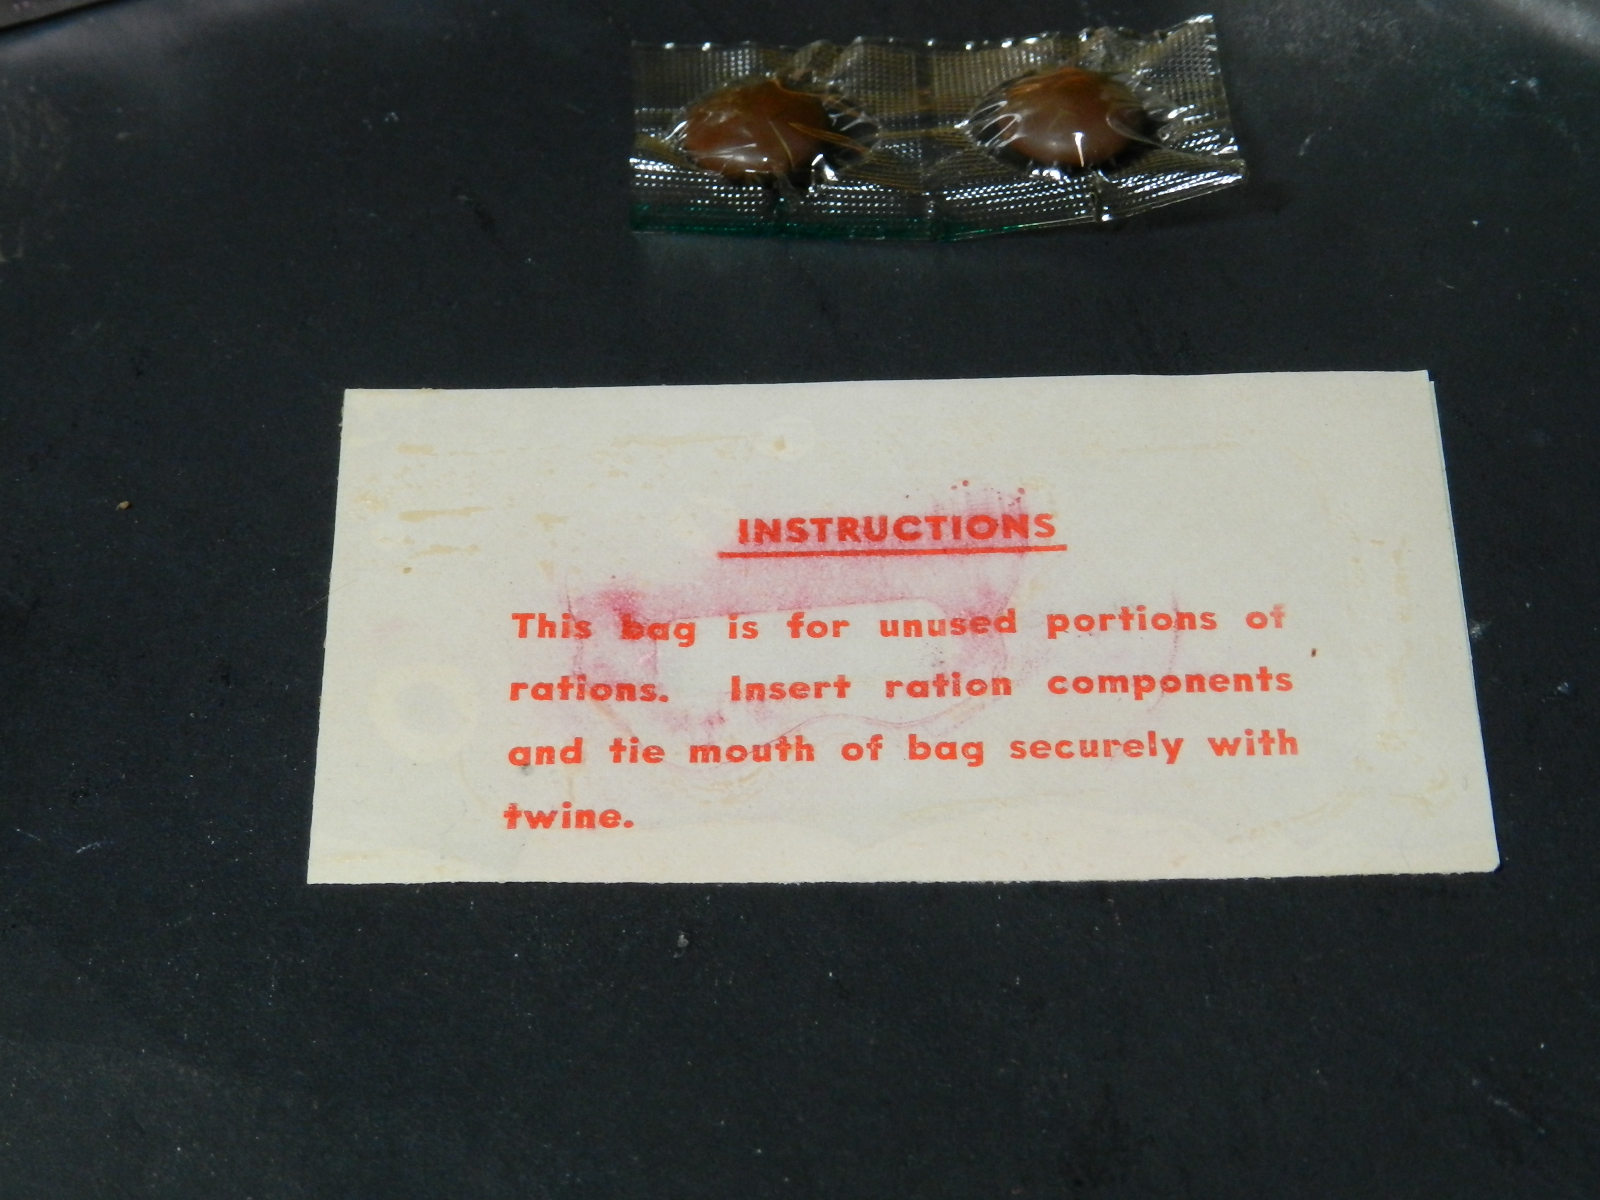 INSTRUCTIONS
This bag is for unused portions of
rations. Insert ration components
and tie mouth of bag securely with
twine.